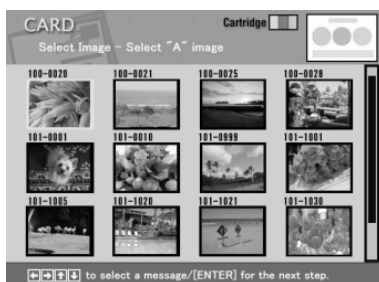 CARD
Cartridge
Select Image - Select "A" image
100-0020 100-0021 100-0025 100-0028
101-0001 101-0010 101-0999 101-1001
101-1005 101-1020 101-1021 101-1030
[←][→][↑][↓] to select a message/[ENTER] for the next step.